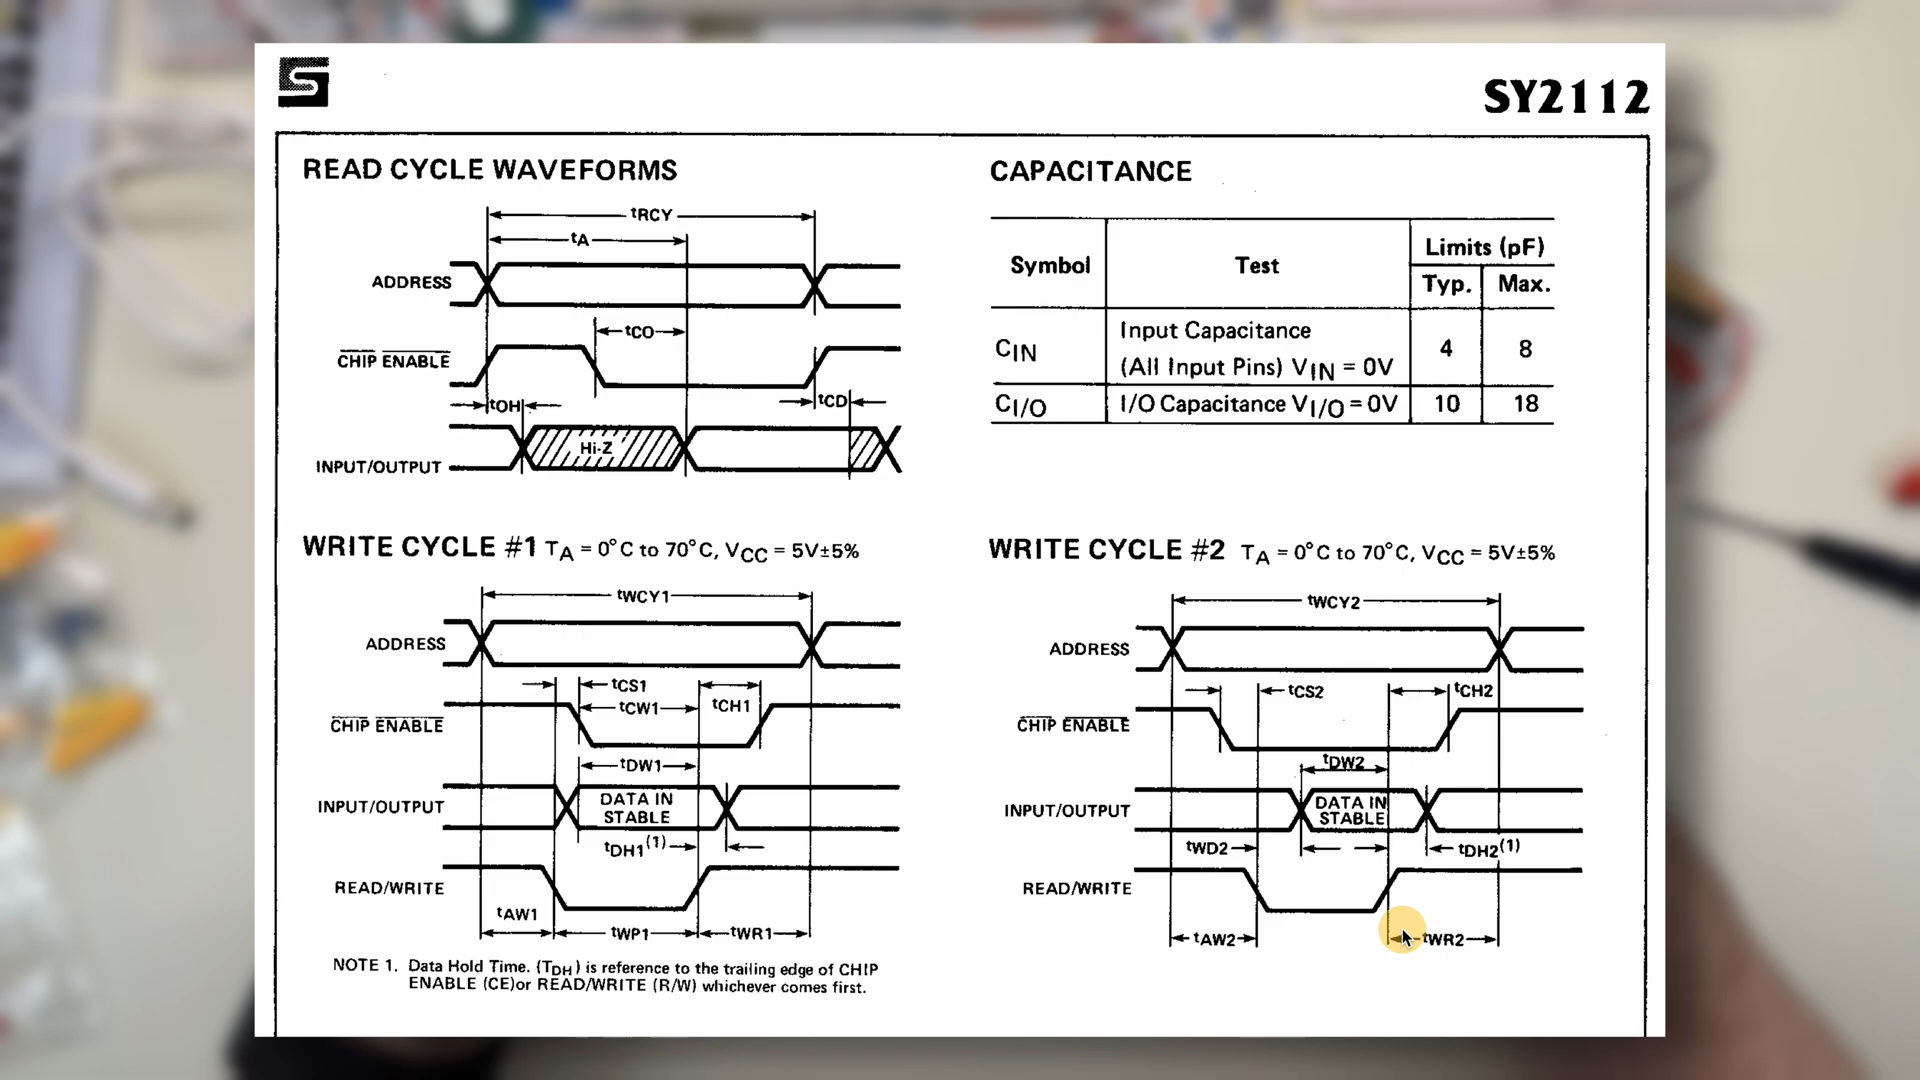 SY2112
READ CYCLE WAVEFORMS
tRCY
tA
ADDRESS
tCO
CHIP ENABLE
tOH
tCD
Hi-Z
INPUT/OUTPUT
CAPACITANCE
Symbol Test Limits (pF)
Typ. Max.
CIN Input Capacitance (All Input Pins) VIN = 0V 4 8
CI/O I/O Capacitance VI/O = 0V 10 18
WRITE CYCLE #1 TA = 0°C to 70°C, VCC = 5V±5%
tWCY1
ADDRESS
tCS1
tCW1
tCH1
CHIP ENABLE
tDW1
INPUT/OUTPUT
DATA IN
STABLE
tDH1(1)
READ/WRITE
tAW1
tWP1
tWR1
NOTE 1. Data Hold Time. (TDH) is reference to the trailing edge of CHIP
ENABLE (CE)or READ/WRITE (R/W) whichever comes first.
WRITE CYCLE #2 TA = 0°C to 70°C, VCC = 5V±5%
tWCY2
ADDRESS
tCS2
tCH2
CHIP ENABLE
tDW2
INPUT/OUTPUT
DATA IN
STABLE
tWD2
tDH2(1)
READ/WRITE
tAW2
tWR2